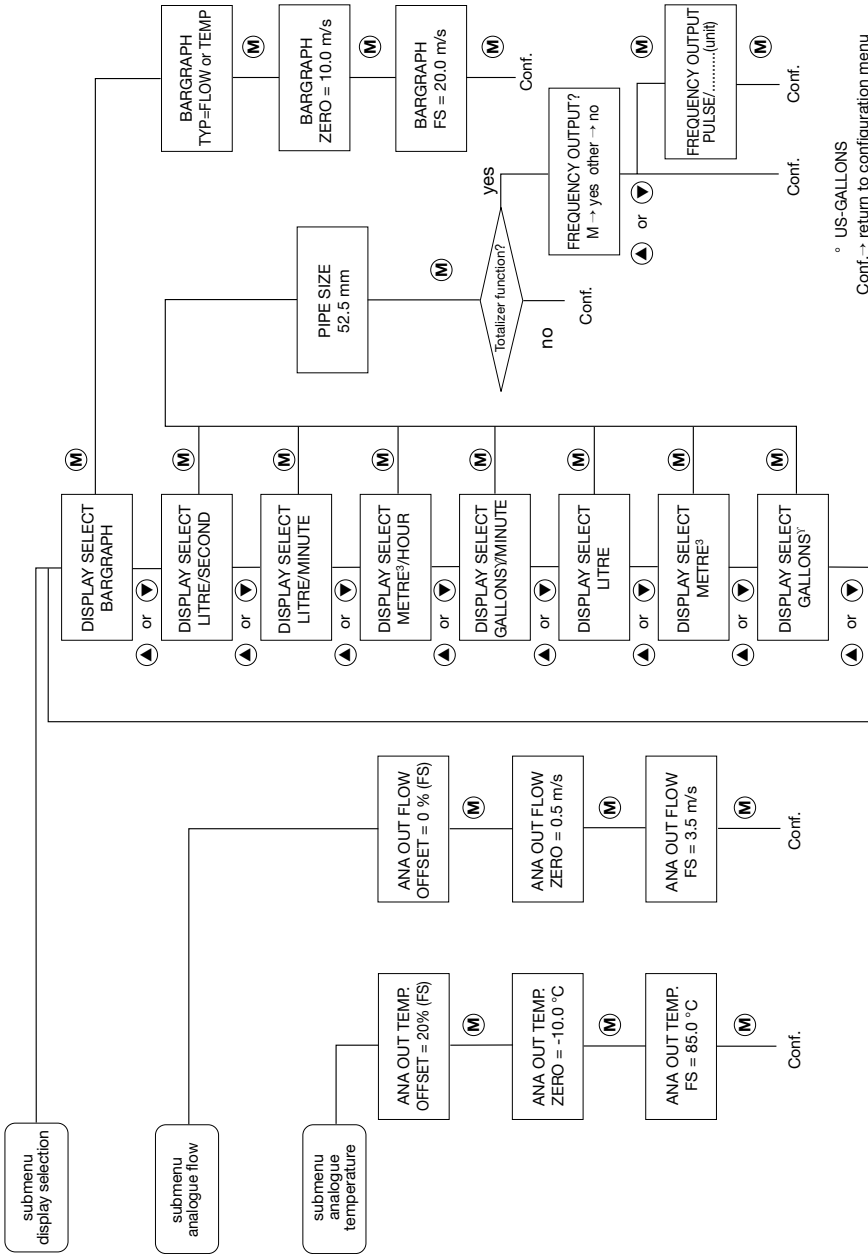 submenu
display selection
DISPLAY SELECT
BARGRAPH
M
▲ or ▼
DISPLAY SELECT
LITRE/SECOND
M
▲ or ▼
DISPLAY SELECT
LITRE/MINUTE
M
▲ or ▼
DISPLAY SELECT
METRE³/HOUR
M
▲ or ▼
DISPLAY SELECT
GALLONSϒ/MINUTE
M
▲ or ▼
DISPLAY SELECT
LITRE
M
▲ or ▼
DISPLAY SELECT
METRE³
M
▲ or ▼
DISPLAY SELECT
GALLONSϒ
M
▲ or ▼
BARGRAPH
TYP=FLOW or TEMP
M
BARGRAPH
ZERO = 10.0 m/s
M
BARGRAPH
FS = 20.0 m/s
M
Conf.
PIPE SIZE
52.5 mm
M
Totalizer function?
yes
no
Conf.
FREQUENCY OUTPUT?
M → yes other → no
▲ or ▼
M
FREQUENCY OUTPUT
PULSE/...........(unit)
M
Conf.
Conf.
submenu
analogue flow
ANA OUT FLOW
OFFSET = 0 % (FS)
M
ANA OUT FLOW
ZERO = 0.5 m/s
M
ANA OUT FLOW
FS = 3.5 m/s
M
Conf.
submenu
analogue
temperature
ANA OUT TEMP.
OFFSET = 20% (FS)
M
ANA OUT TEMP.
ZERO = -10.0 °C
M
ANA OUT TEMP.
FS = 85.0 °C
M
Conf.
° US-GALLONS
Conf.→ return to configuration menu